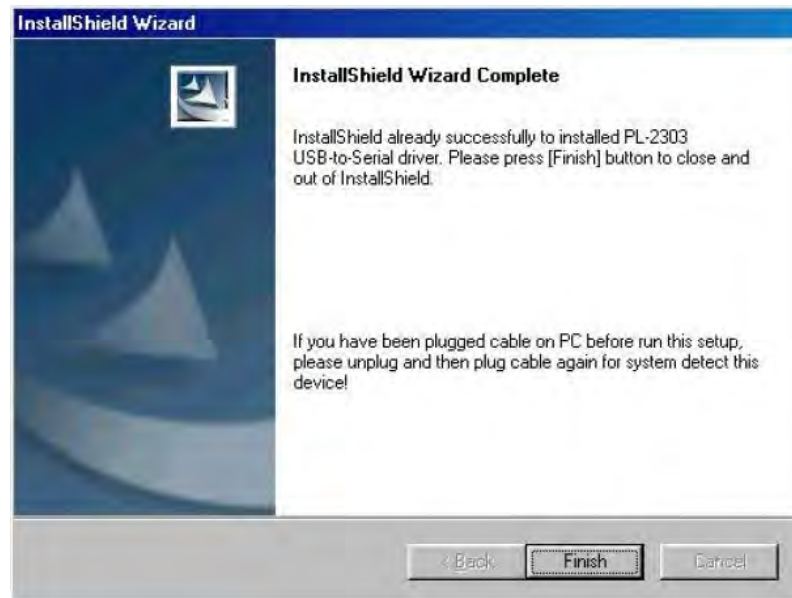 InstallShield Wizard
InstallShield Wizard Complete
InstallShield already successfully to installed PL-2303
USB-to-Serial driver. Please press [Finish] button to close and
out of InstallShield.
If you have been plugged cable on PC before run this setup,
please unplug and then plug cable again for system detect this
device!
< Back Finish Cancel